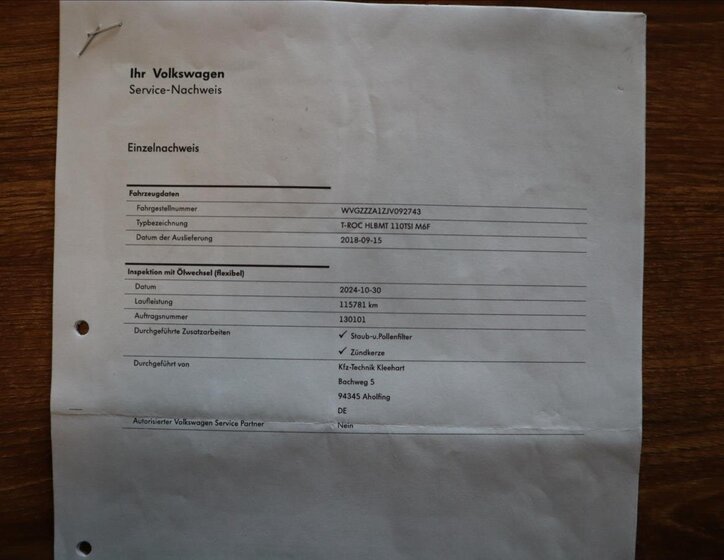 Ihr Volkswagen
Service-Nachweis
Einzelnachweis
Fahrzeugdaten
Fahrgestellnummer WVGZZZA1ZJV092743
Typbezeichnung T-ROC HLBMT 110TSI M6F
Datum der Auslieferung 2018-09-15
Inspektion mit Ölwechsel (flexibel)
Datum 2024-10-30
Laufleistung 115781 km
Auftragsnummer 130101
Durchgeführte Zusatzarbeiten ✓ Staub-u.Pollenfilter
✓ Zündkerze
Durchgeführt von Kfz-Technik Kleehart
Bachweg 5
94345 Aholfing
DE
Autorisierter Volkswagen Service Partner Nein